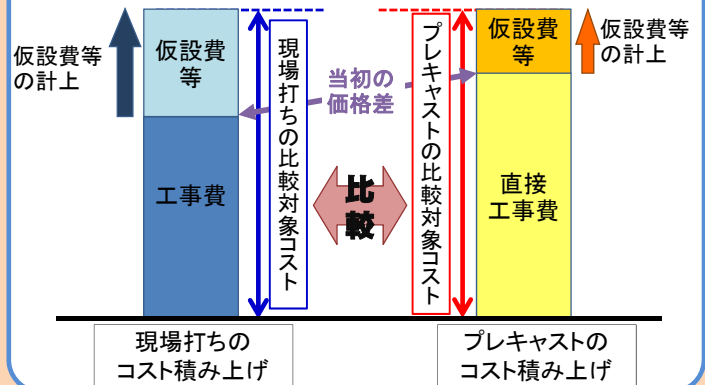 仮設費等
の計上
仮設費
等
工事費
現場打ちの比較対象コスト
当初の
価格差
比
較
プレキャストの比較対象コスト
仮設費
等
直接
工事費
仮設費等
の計上
現場打ちの
コスト積み上げ
プレキャストの
コスト積み上げ